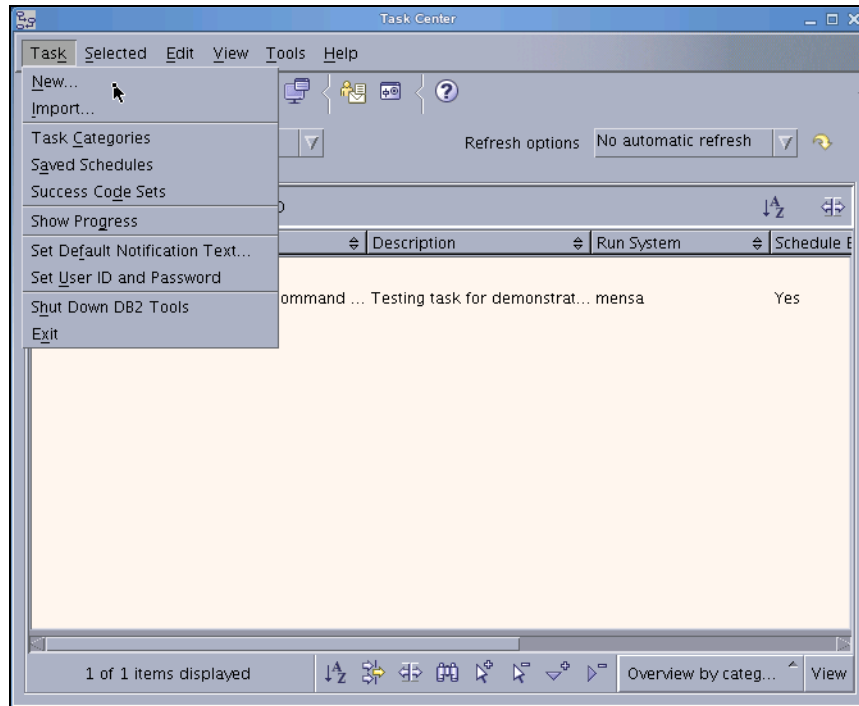 Task Center
Task Selected Edit View Tools Help
New...
Import...
Task Categories
Saved Schedules
Success Code Sets
Show Progress
Set Default Notification Text...
Set User ID and Password
Shut Down DB2 Tools
Exit
Refresh options No automatic refresh
Description Run System Schedule E
ommand ... Testing task for demonstrat... mensa Yes
1 of 1 items displayed Overview by categ... View